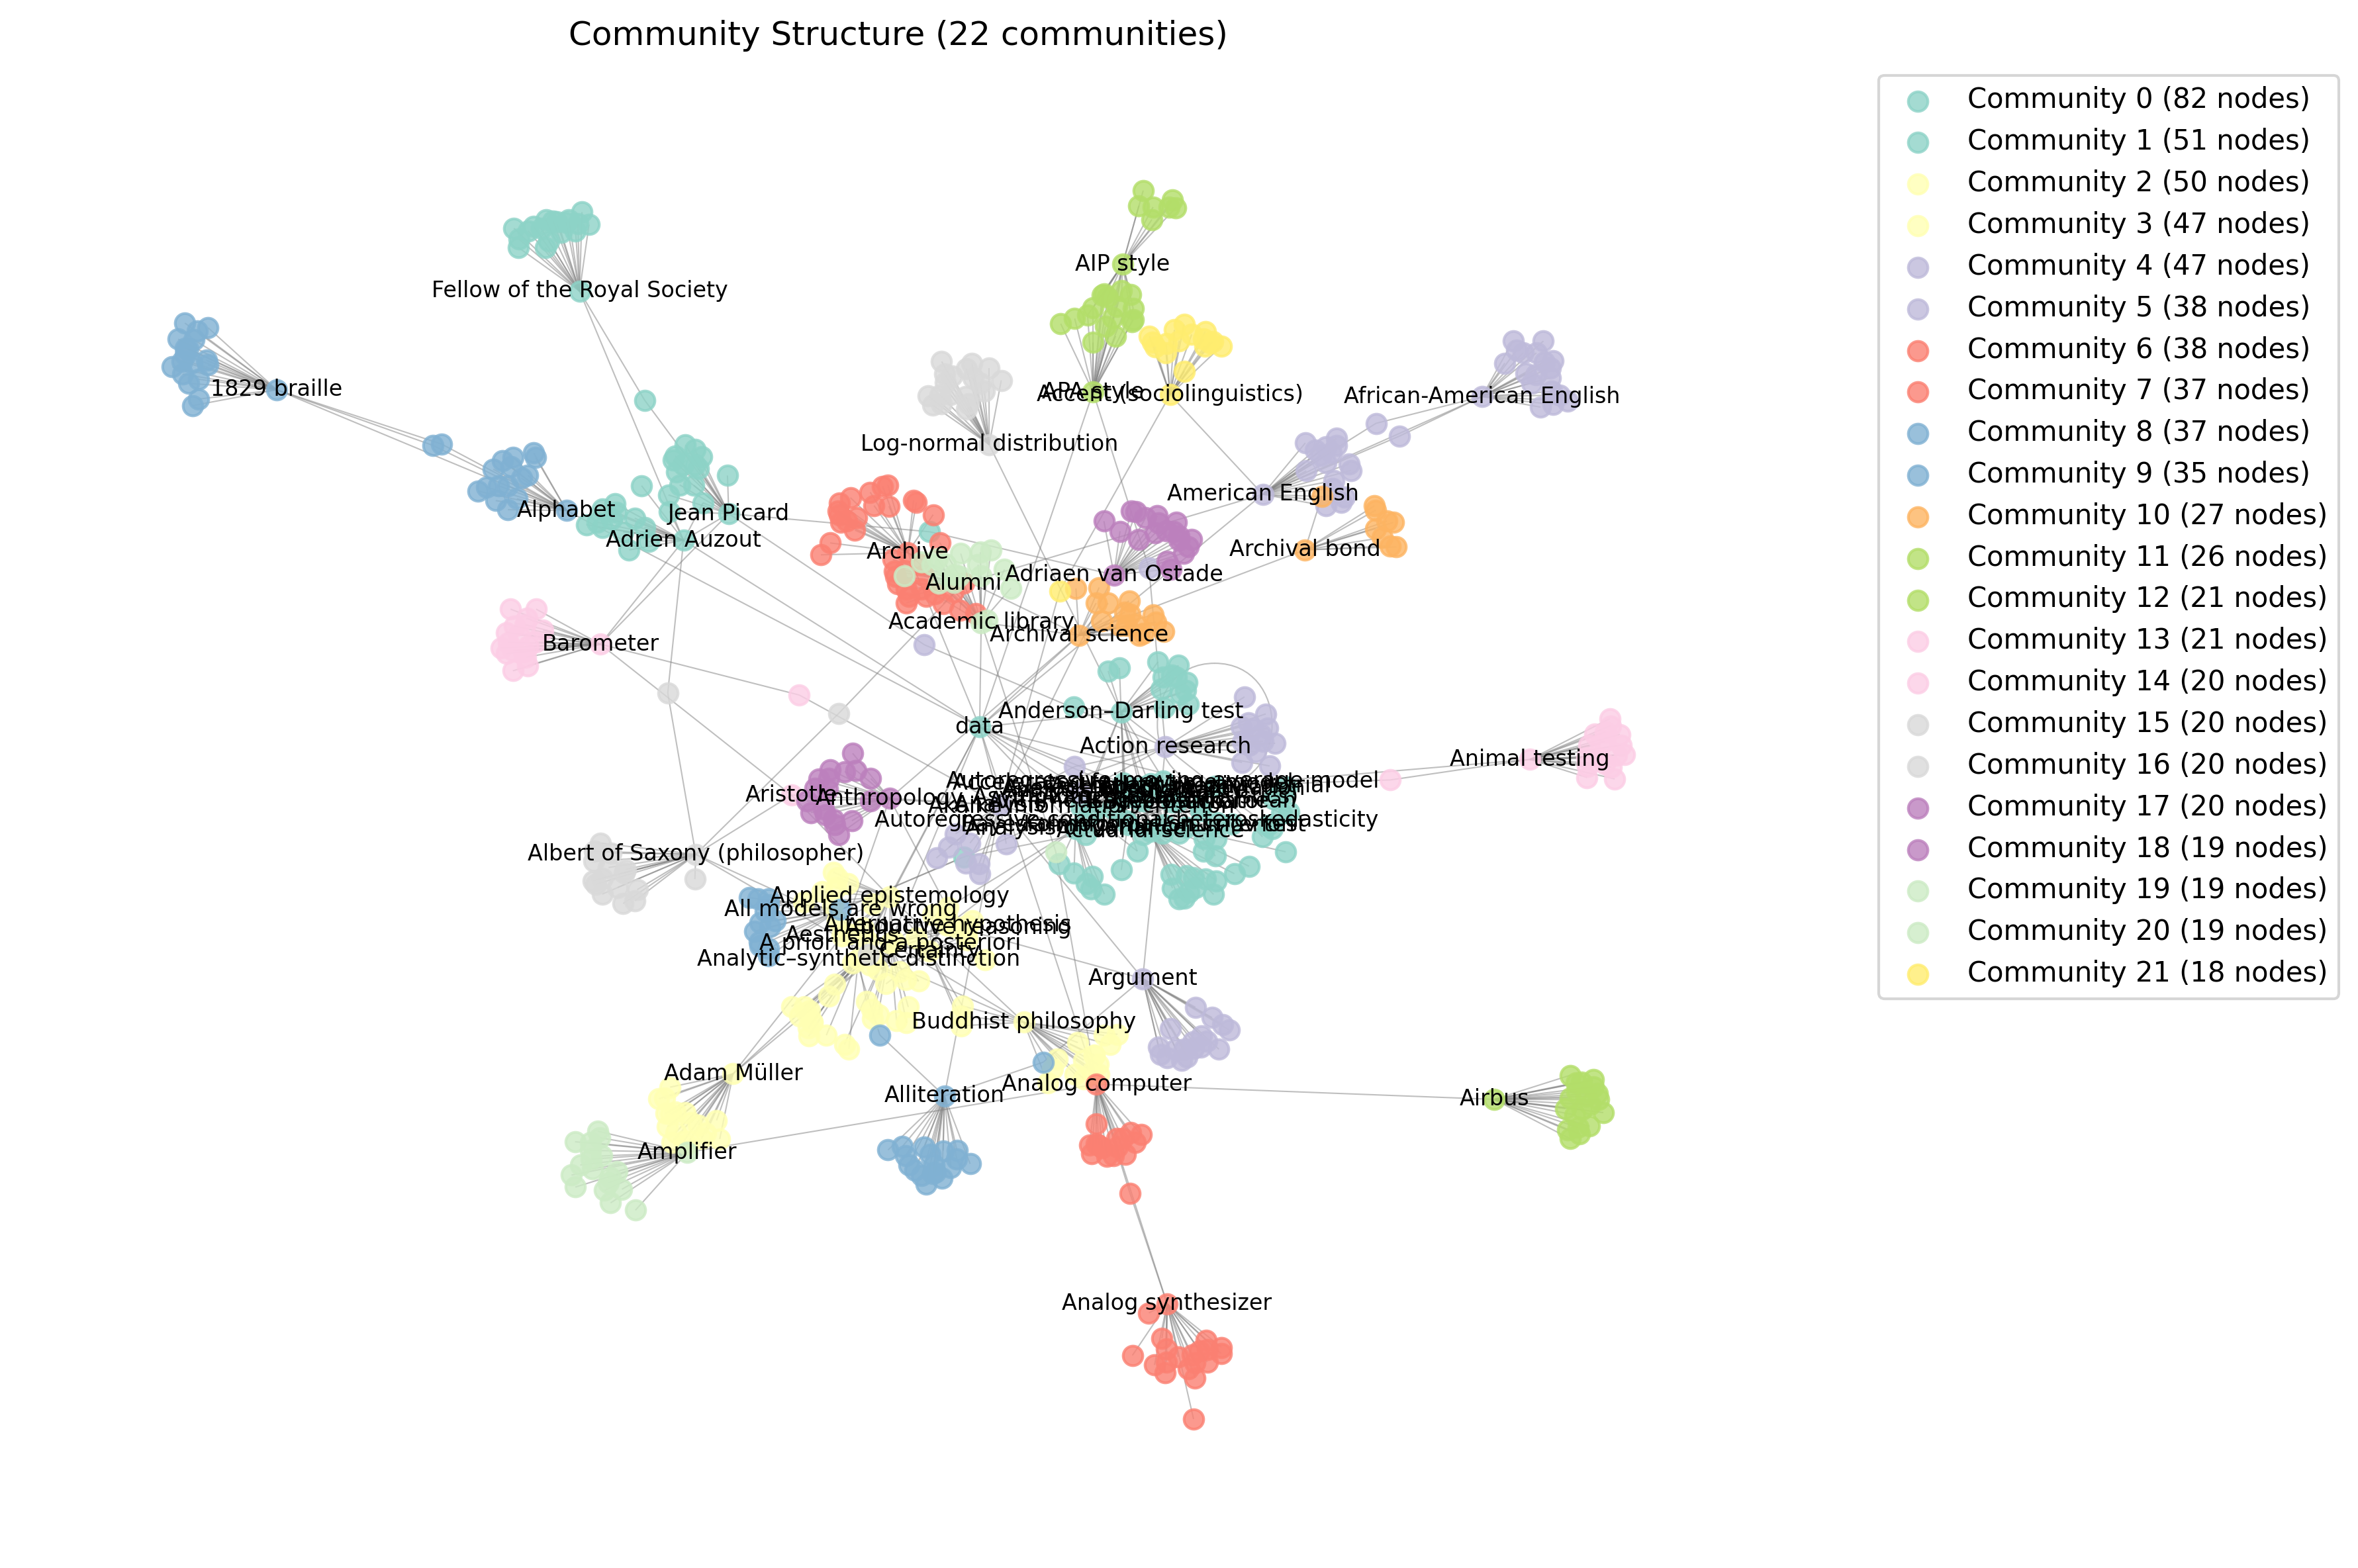 Community Structure (22 communities)
Community 0 (82 nodes)
Community 1 (51 nodes)
Community 2 (50 nodes)
Community 3 (47 nodes)
Community 4 (47 nodes)
Community 5 (38 nodes)
Community 6 (38 nodes)
Community 7 (37 nodes)
Community 8 (37 nodes)
Community 9 (35 nodes)
Community 10 (27 nodes)
Community 11 (26 nodes)
Community 12 (21 nodes)
Community 13 (21 nodes)
Community 14 (20 nodes)
Community 15 (20 nodes)
Community 16 (20 nodes)
Community 17 (20 nodes)
Community 18 (19 nodes)
Community 19 (19 nodes)
Community 20 (19 nodes)
Community 21 (18 nodes)
AIP style
Fellow of the Royal Society
1829 braille
APA style
Accent (sociolinguistics)
African-American English
Log-normal distribution
American English
Alphabet
Jean Picard
Adrien Auzout
Archive
Archival bond
Alumni
Adriaen van Ostade
Academic library
Archival science
Barometer
Anderson–Darling test
data
Action research
Animal testing
Autoregressive–moving-average model
Aristotle
Anthropology
Autoregressive conditional heteroskedasticity
Actuarial science
Albert of Saxony (philosopher)
Applied epistemology
All models are wrong
Alternative hypothesis
Abductive reasoning
Aesthetics
A priori and a posteriori
Certainty
Analytic–synthetic distinction
Argument
Buddhist philosophy
Adam Müller
Analog computer
Alliteration
Airbus
Amplifier
Analog synthesizer